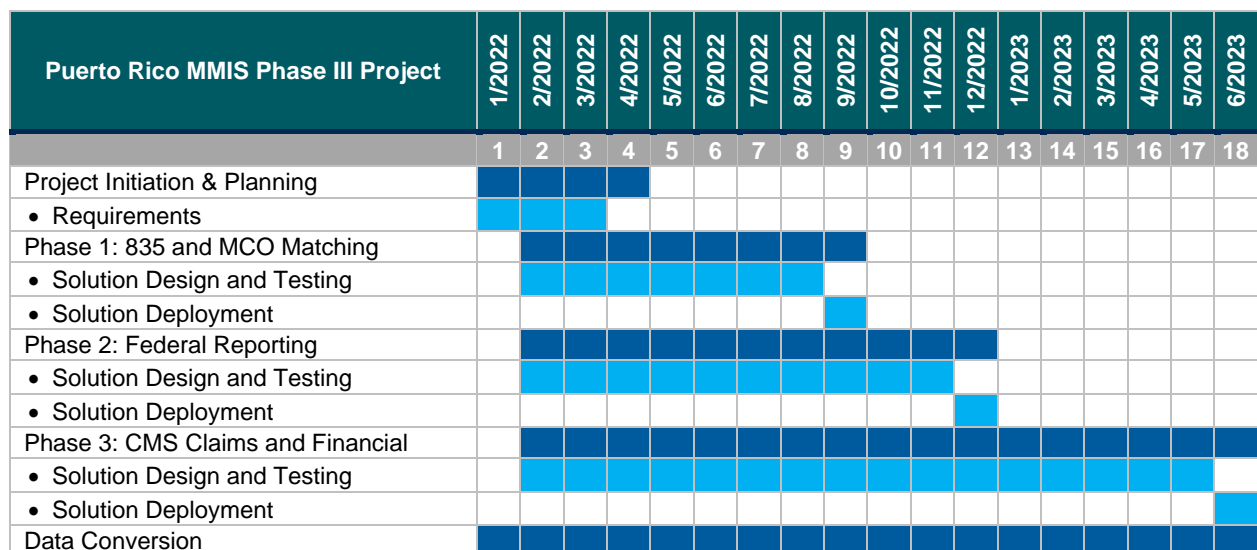 Puerto Rico MMIS Phase III Project
1/2022 2/2022 3/2022 4/2022 5/2022 6/2022 7/2022 8/2022 9/2022 10/2022 11/2022 12/2022 1/2023 2/2023 3/2023 4/2023 5/2023 6/2023
1 2 3 4 5 6 7 8 9 10 11 12 13 14 15 16 17 18
Project Initiation & Planning
• Requirements
Phase 1: 835 and MCO Matching
• Solution Design and Testing
• Solution Deployment
Phase 2: Federal Reporting
• Solution Design and Testing
• Solution Deployment
Phase 3: CMS Claims and Financial
• Solution Design and Testing
• Solution Deployment
Data Conversion